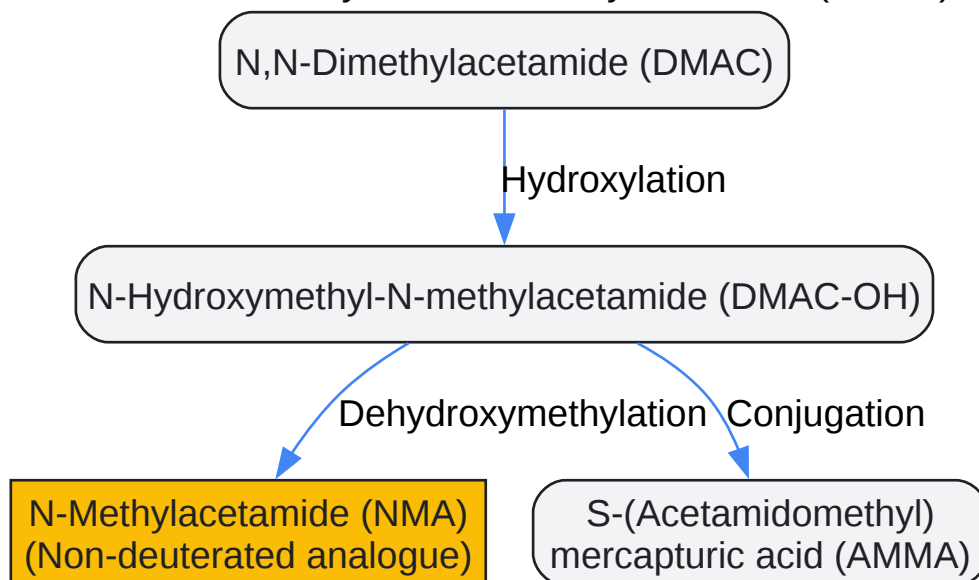 N,N-Dimethylacetamide (DMAC)
Hydroxylation
N-Hydroxymethyl-N-methylacetamide (DMAC-OH)
Dehydroxymethylation
Conjugation
N-Methylacetamide (NMA)
(Non-deuterated analogue)
S-(Acetamidomethyl)
mercapturic acid (AMMA)